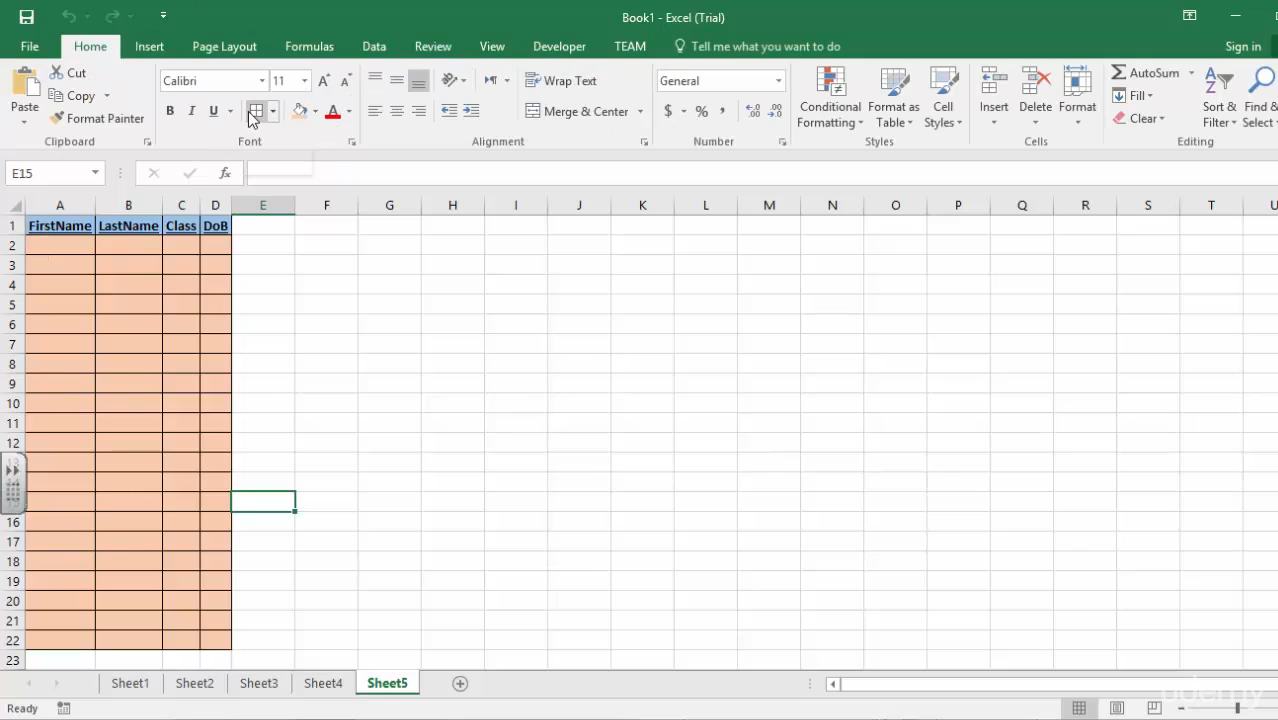 Book1 - Excel (Trial)
File Home Insert Page Layout Formulas Data Review View Developer TEAM Tell me what you want to do Sign in
Paste Cut Copy Format Painter Clipboard
Calibri 11 B I U A Font
Wrap Text Merge & Center Alignment
General $ % , Number
Conditional Formatting Format as Table Cell Styles Styles
Insert Delete Format Cells
AutoSum Fill Clear Sort & Filter Find & Select Editing
E15 fx
A B C D E F G H I J K L M N O P Q R S T U
1 FirstName LastName Class DoB
2
3
4
5
6
7
8
9
10
11
12
16
17
18
19
20
21
22
23
Sheet1 Sheet2 Sheet3 Sheet4 Sheet5
Ready
udemy